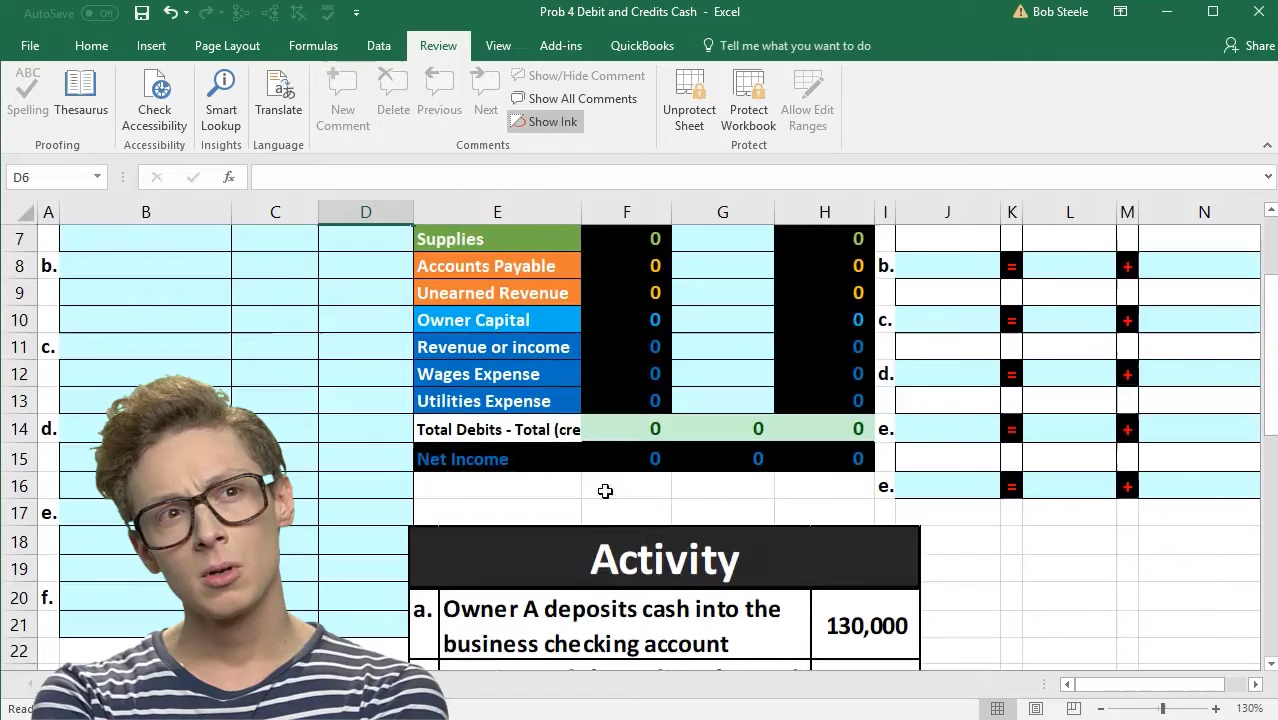 AutoSave Off Prob 4 Debit and Credits Cash - Excel Bob Steele
File Home Insert Page Layout Formulas Data Review View Add-ins QuickBooks Tell me what you want to do Share
ABC
Spelling Thesaurus Check Accessibility Smart Lookup Translate New Comment Delete Previous Next Show/Hide Comment Show All Comments Show Ink Unprotect Sheet Protect Workbook Allow Edit Ranges
Proofing Accessibility Insights Language Comments Protect
D6 fx
A B C D E F G H I J K L M N
7 Supplies 0 0
8 b. Accounts Payable 0 0 b. = +
9 Unearned Revenue 0 0
10 Owner Capital 0 0 c. = +
11 c. Revenue or income 0 0
12 Wages Expense 0 0 d. = +
13 Utilities Expense 0 0
14 d. Total Debits - Total (cre 0 0 0 e. = +
15 Net Income 0 0 0
16 e. = +
17 e.
18 Activity
19
20 f. a. Owner A deposits cash into the
21 business checking account 130,000
22
130%